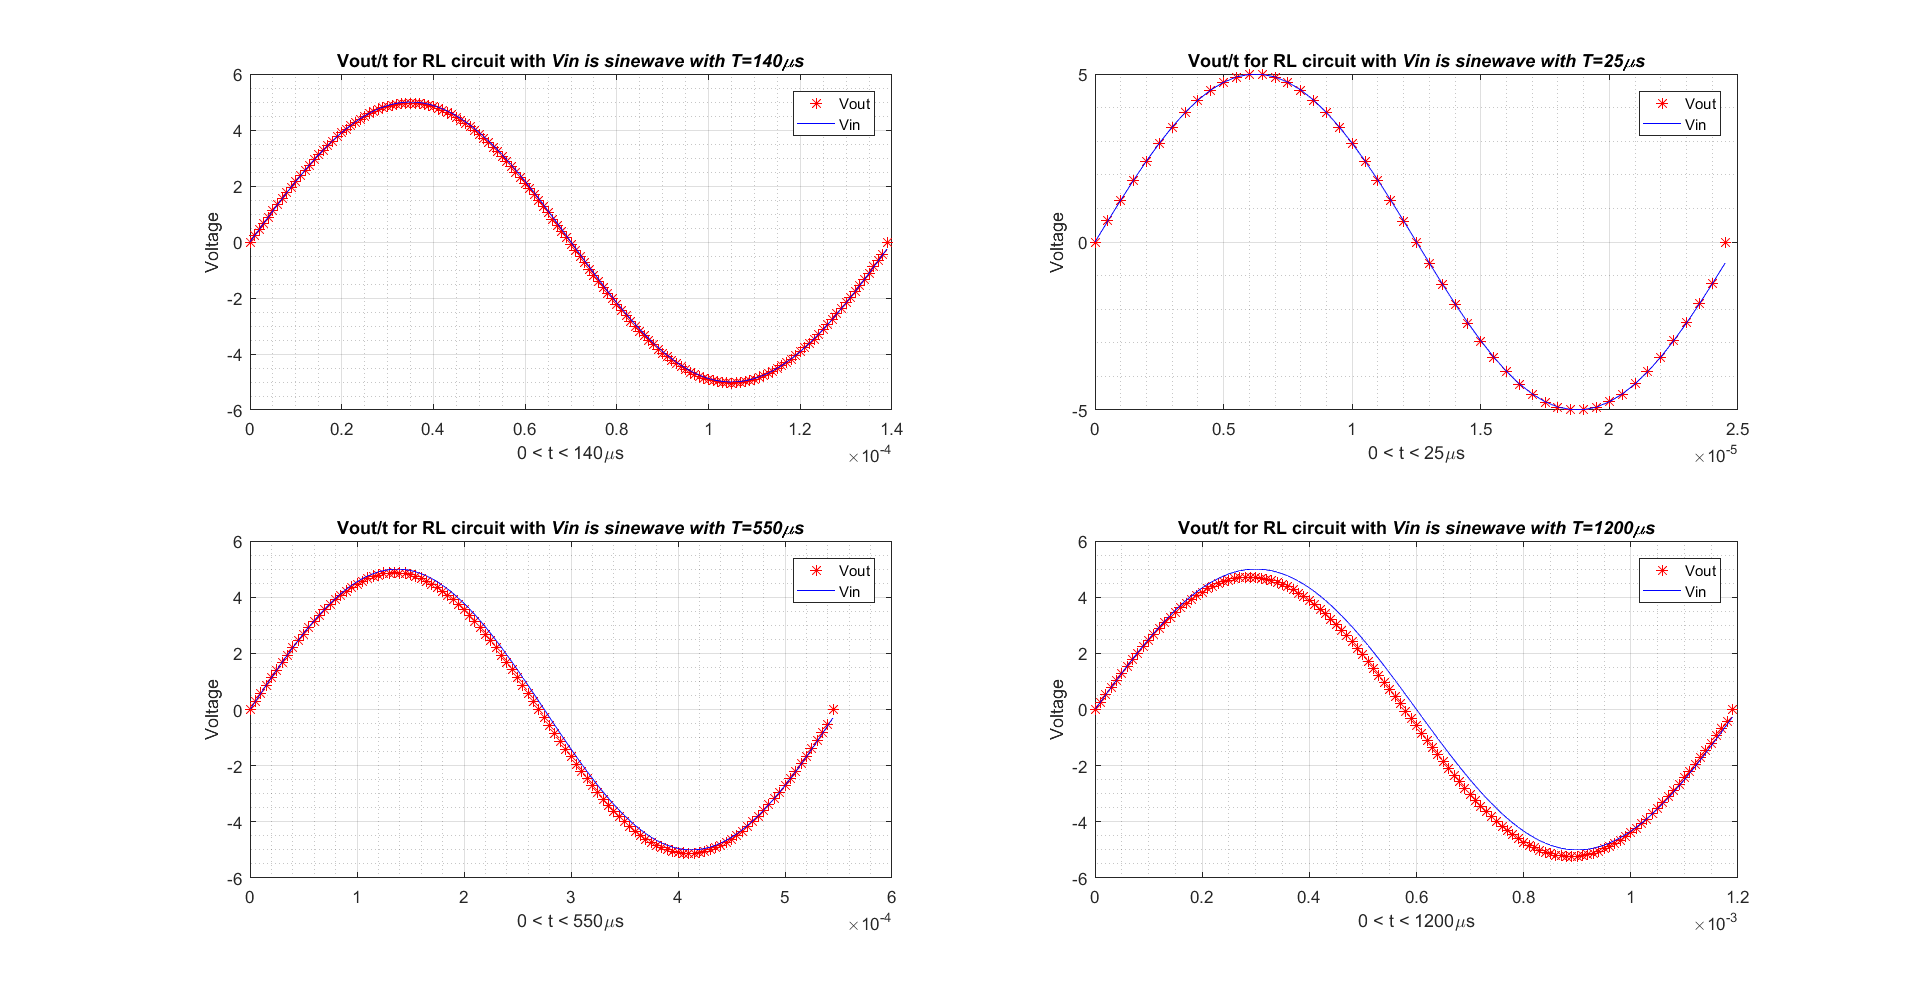 Vout/t for RL circuit with Vin is sinewave with T=140μs
6
4
2
0
-2
-4
-6
Voltage
Vout
Vin
0 0.2 0.4 0.6 0.8 1 1.2 1.4
0 < t < 140μs
×10-4
Vout/t for RL circuit with Vin is sinewave with T=25μs
5
0
-5
Voltage
Vout
Vin
0 0.5 1 1.5 2 2.5
0 < t < 25μs
×10-5
Vout/t for RL circuit with Vin is sinewave with T=550μs
6
4
2
0
-2
-4
-6
Voltage
Vout
Vin
0 1 2 3 4 5 6
0 < t < 550μs
×10-4
Vout/t for RL circuit with Vin is sinewave with T=1200μs
6
4
2
0
-2
-4
-6
Voltage
Vout
Vin
0 0.2 0.4 0.6 0.8 1 1.2
0 < t < 1200μs
×10-3